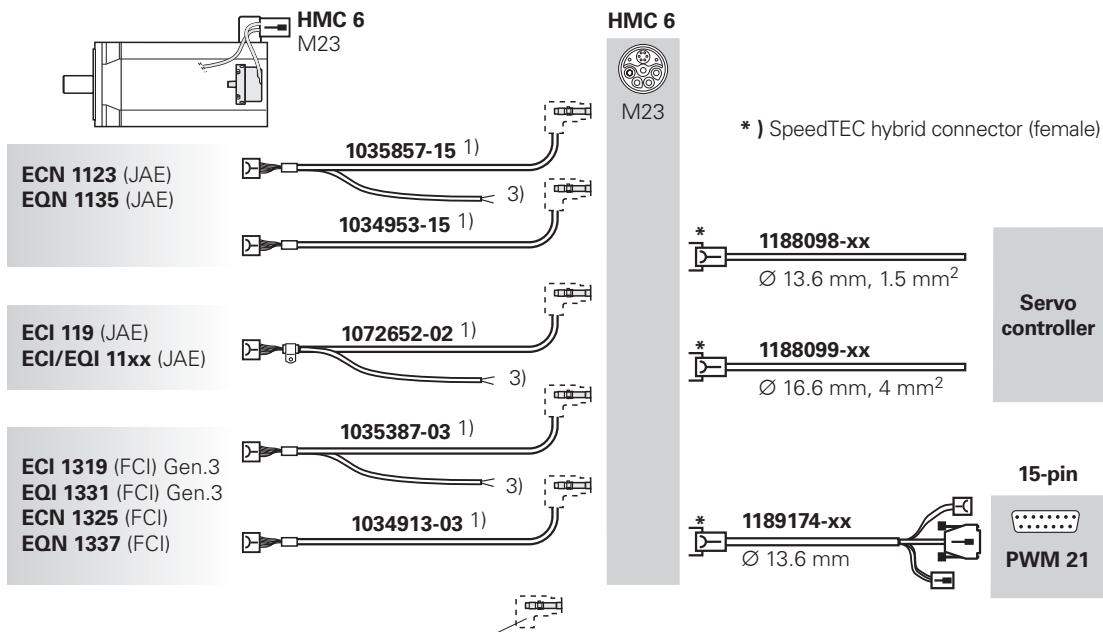 HMC 6
M23
HMC 6
M23
* ) SpeedTEC hybrid connector (female)
ECN 1123 (JAE)
EQN 1135 (JAE)
1035857-15 1)
3)
1034953-15 1)
ECI 119 (JAE)
ECI/EQI 11xx (JAE)
1072652-02 1)
3)
ECI 1319 (FCI) Gen.3
EQI 1331 (FCI) Gen.3
ECN 1325 (FCI)
EQN 1337 (FCI)
1035387-03 1)
3)
1034913-03 1)
*
1188098-xx
Ø 13.6 mm, 1.5 mm²
*
1188099-xx
Ø 16.6 mm, 4 mm²
Servo
controller
*
1189174-xx
Ø 13.6 mm
15-pin
PWM 21